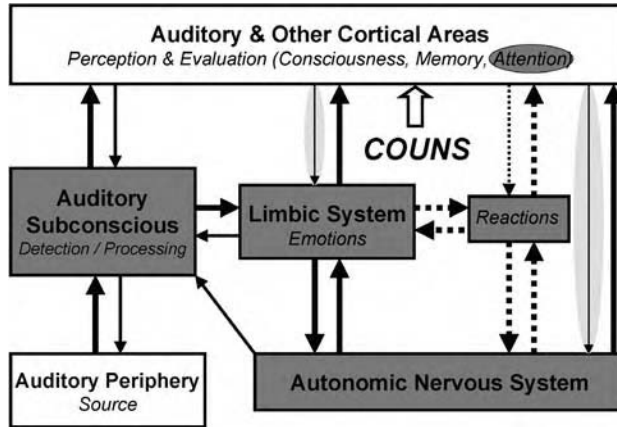 Auditory & Other Cortical Areas
Perception & Evaluation (Consciousness, Memory, Attention)
COUNS
Auditory
Subconscious
Detection / Processing
Limbic System
Emotions
Reactions
Auditory Periphery
Source
Autonomic Nervous System